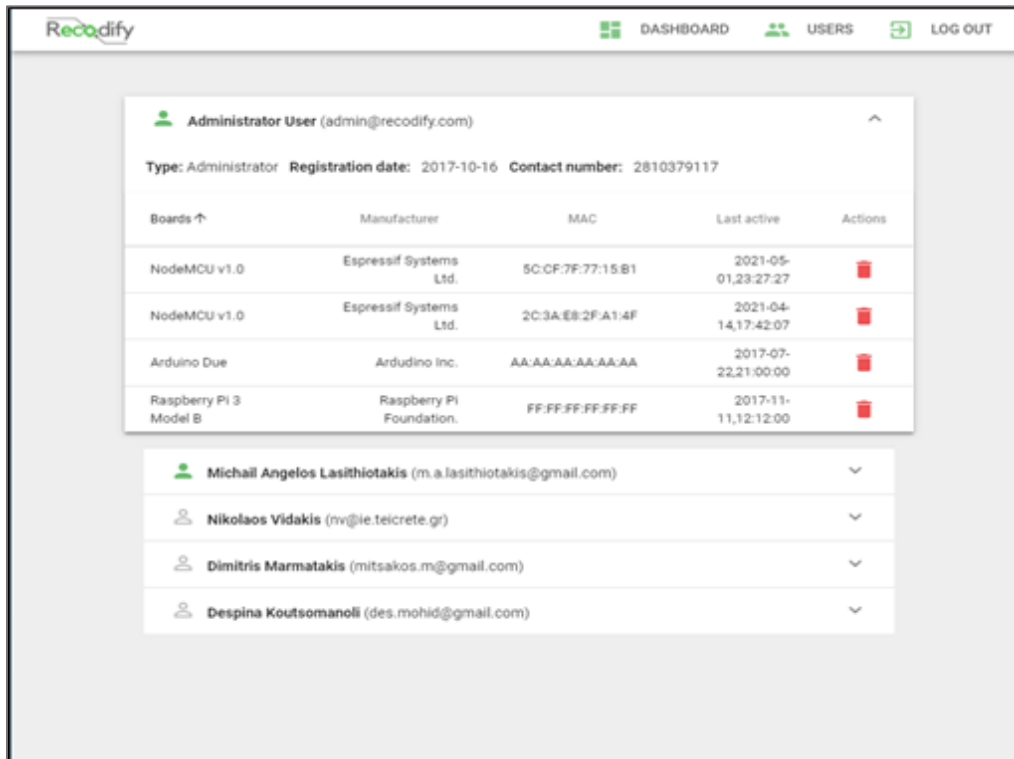 Recodify
DASHBOARD USERS LOG OUT
Administrator User (admin@recodify.com)
Type: Administrator Registration date: 2017-10-16 Contact number: 2810379117
Boards Manufacturer MAC Last active Actions
NodeMCU v1.0 Espressif Systems Ltd. 5C:CF:7F:77:15:B1 2021-05-01,23:27:27
NodeMCU v1.0 Espressif Systems Ltd. 2C:3A:E8:2F:A1:4F 2021-04-14,17:42:07
Arduino Due Ardudino Inc. AA:AA:AA:AA:AA:AA 2017-07-22,21:00:00
Raspberry Pi 3 Model B Raspberry Pi Foundation. FF:FF:FF:FF:FF:FF 2017-11-11,12:12:00
Michail Angelos Lasithiotakis (m.a.lasithiotakis@gmail.com)
Nikolaos Vidakis (nv@ie.teicrete.gr)
Dimitris Marmatakis (mitsakos.m@gmail.com)
Despina Koutsomanoli (des.mohid@gmail.com)